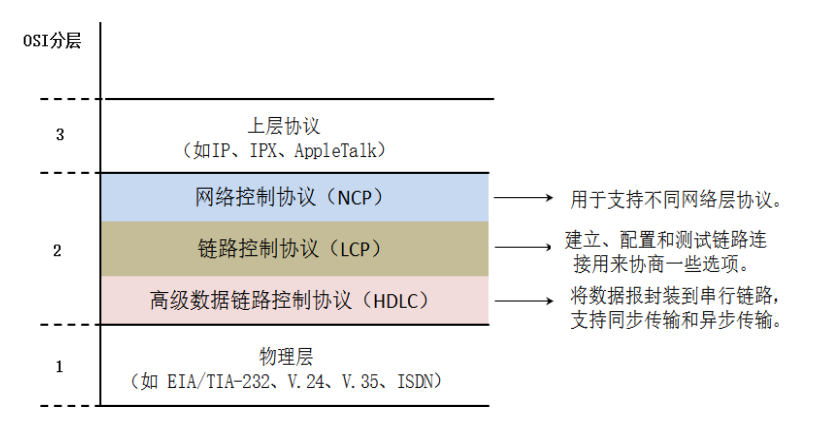 OSI分层
3
上层协议
（如IP、IPX、AppleTalk）
网络控制协议（NCP）
用于支持不同网络层协议。
2
链路控制协议（LCP）
建立、配置和测试链路连
接用来协商一些选项。
高级数据链路控制协议（HDLC）
将数据报封装到串行链路，
支持同步传输和异步传输。
1
物理层
（如 EIA/TIA-232、V.24、V.35、ISDN）